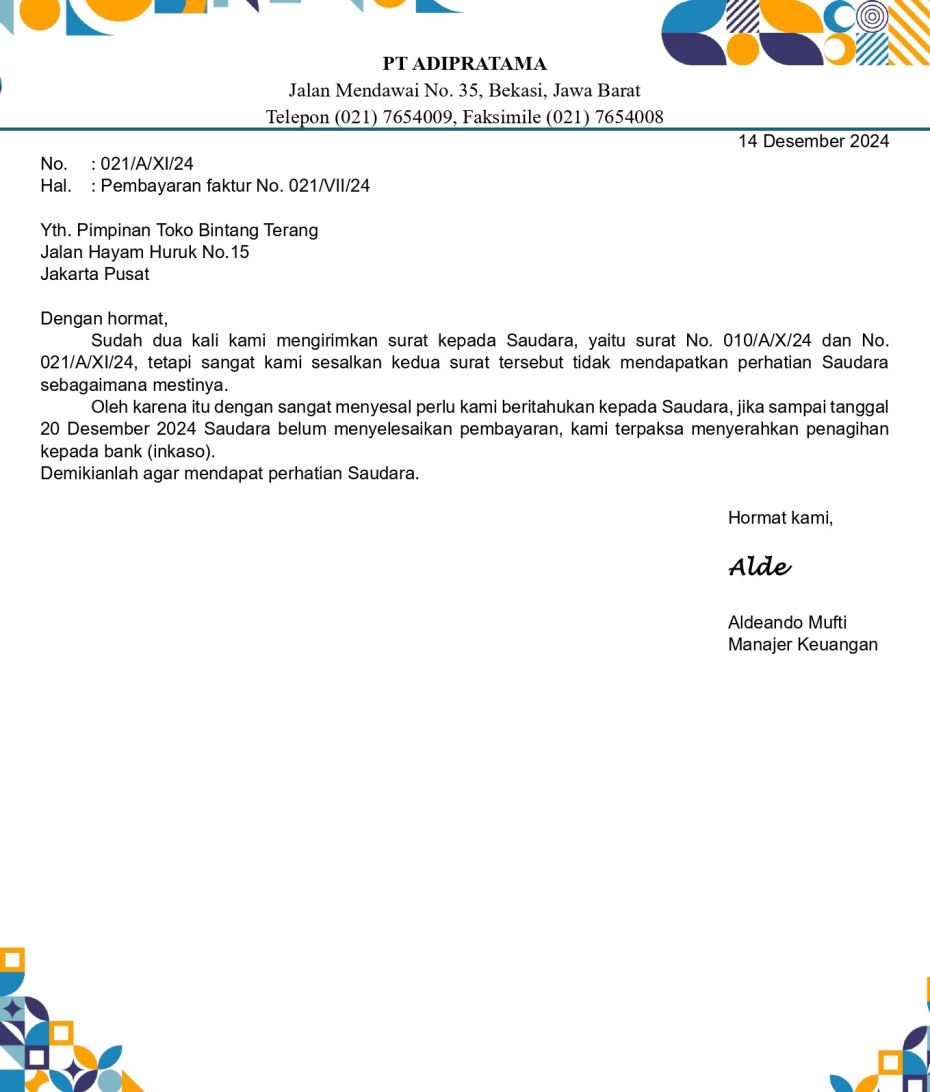 PT ADIPRATAMA
Jalan Mendawai No. 35, Bekasi, Jawa Barat
Telepon (021) 7654009, Faksimile (021) 7654008
14 Desember 2024
No. : 021/A/XI/24
Hal. : Pembayaran faktur No. 021/VII/24
Yth. Pimpinan Toko Bintang Terang
Jalan Hayam Huruk No.15
Jakarta Pusat
Dengan hormat,
Sudah dua kali kami mengirimkan surat kepada Saudara, yaitu surat No. 010/A/X/24 dan No.
021/A/XI/24, tetapi sangat kami sesalkan kedua surat tersebut tidak mendapatkan perhatian Saudara
sebagaimana mestinya.
Oleh karena itu dengan sangat menyesal perlu kami beritahukan kepada Saudara, jika sampai tanggal
20 Desember 2024 Saudara belum menyelesaikan pembayaran, kami terpaksa menyerahkan penagihan
kepada bank (inkaso).
Demikianlah agar mendapat perhatian Saudara.
Hormat kami,
Alde
Aldeando Mufti
Manajer Keuangan